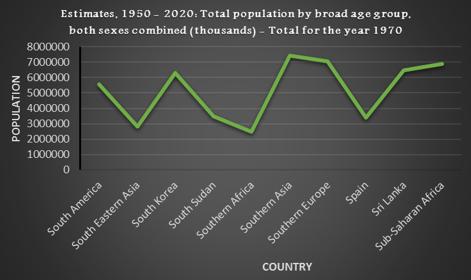 Estimates, 1950 - 2020: Total population by broad age group,
both sexes combined (thousands) - Total for the year 1970
POPULATION
8000000
7000000
6000000
5000000
4000000
3000000
2000000
1000000
0
South America
South Eastern Asia
South Korea
South Sudan
Southern Africa
Southern Asia
Southern Europe
Spain
Sri Lanka
Sub-Saharan Africa
COUNTRY